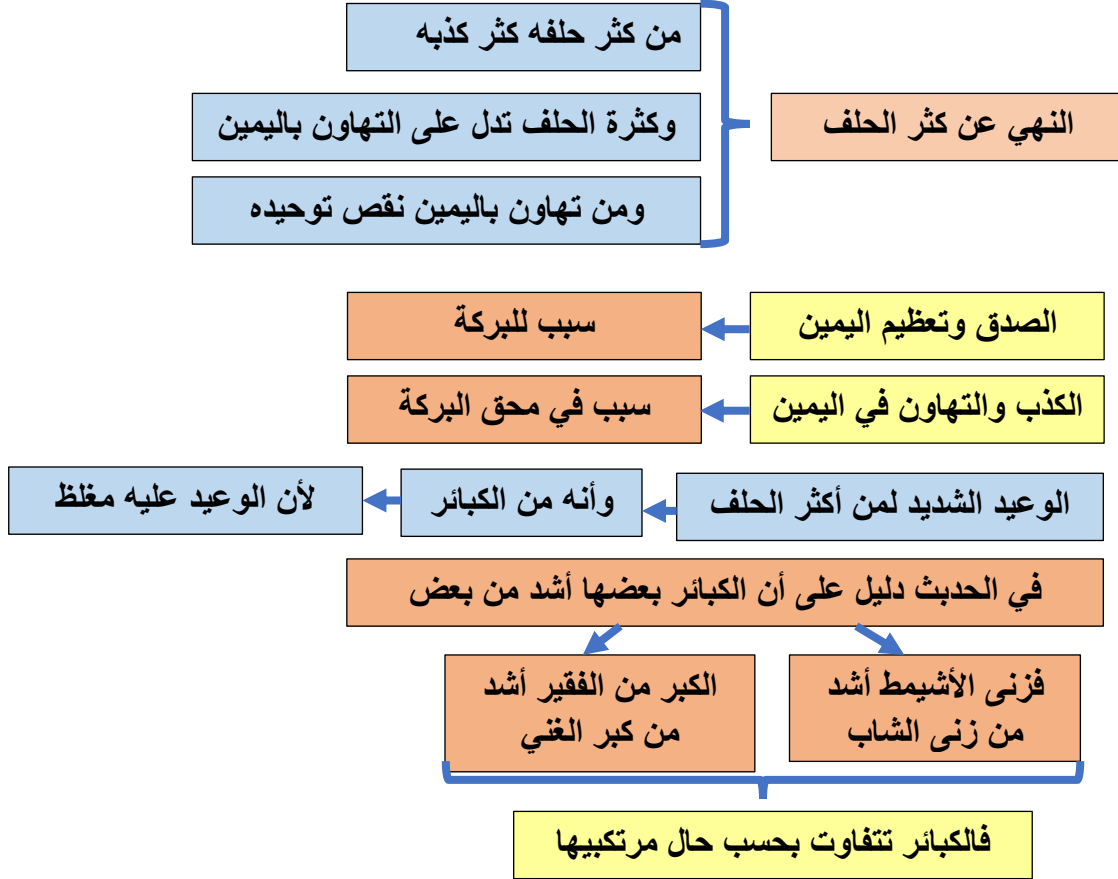 النهي عن كثر الحلف
من كثر حلفه كثر كذبه
وكثرة الحلف تدل على التهاون باليمين
ومن تهاون باليمين نقص توحيده
الصدق وتعظيم اليمين
سبب للبركة
الكذب والتهاون في اليمين
سبب في محق البركة
الوعيد الشديد لمن أكثر الحلف
وأنه من الكبائر
لأن الوعيد عليه مغلظ
في الحديث دليل على أن الكبائر بعضها أشد من بعض
فزنى الأشيمط أشد
من زنى الشاب
الكبر من الفقير أشد
من كبر الغني
فالكبائر تتفاوت بحسب حال مرتكبيها